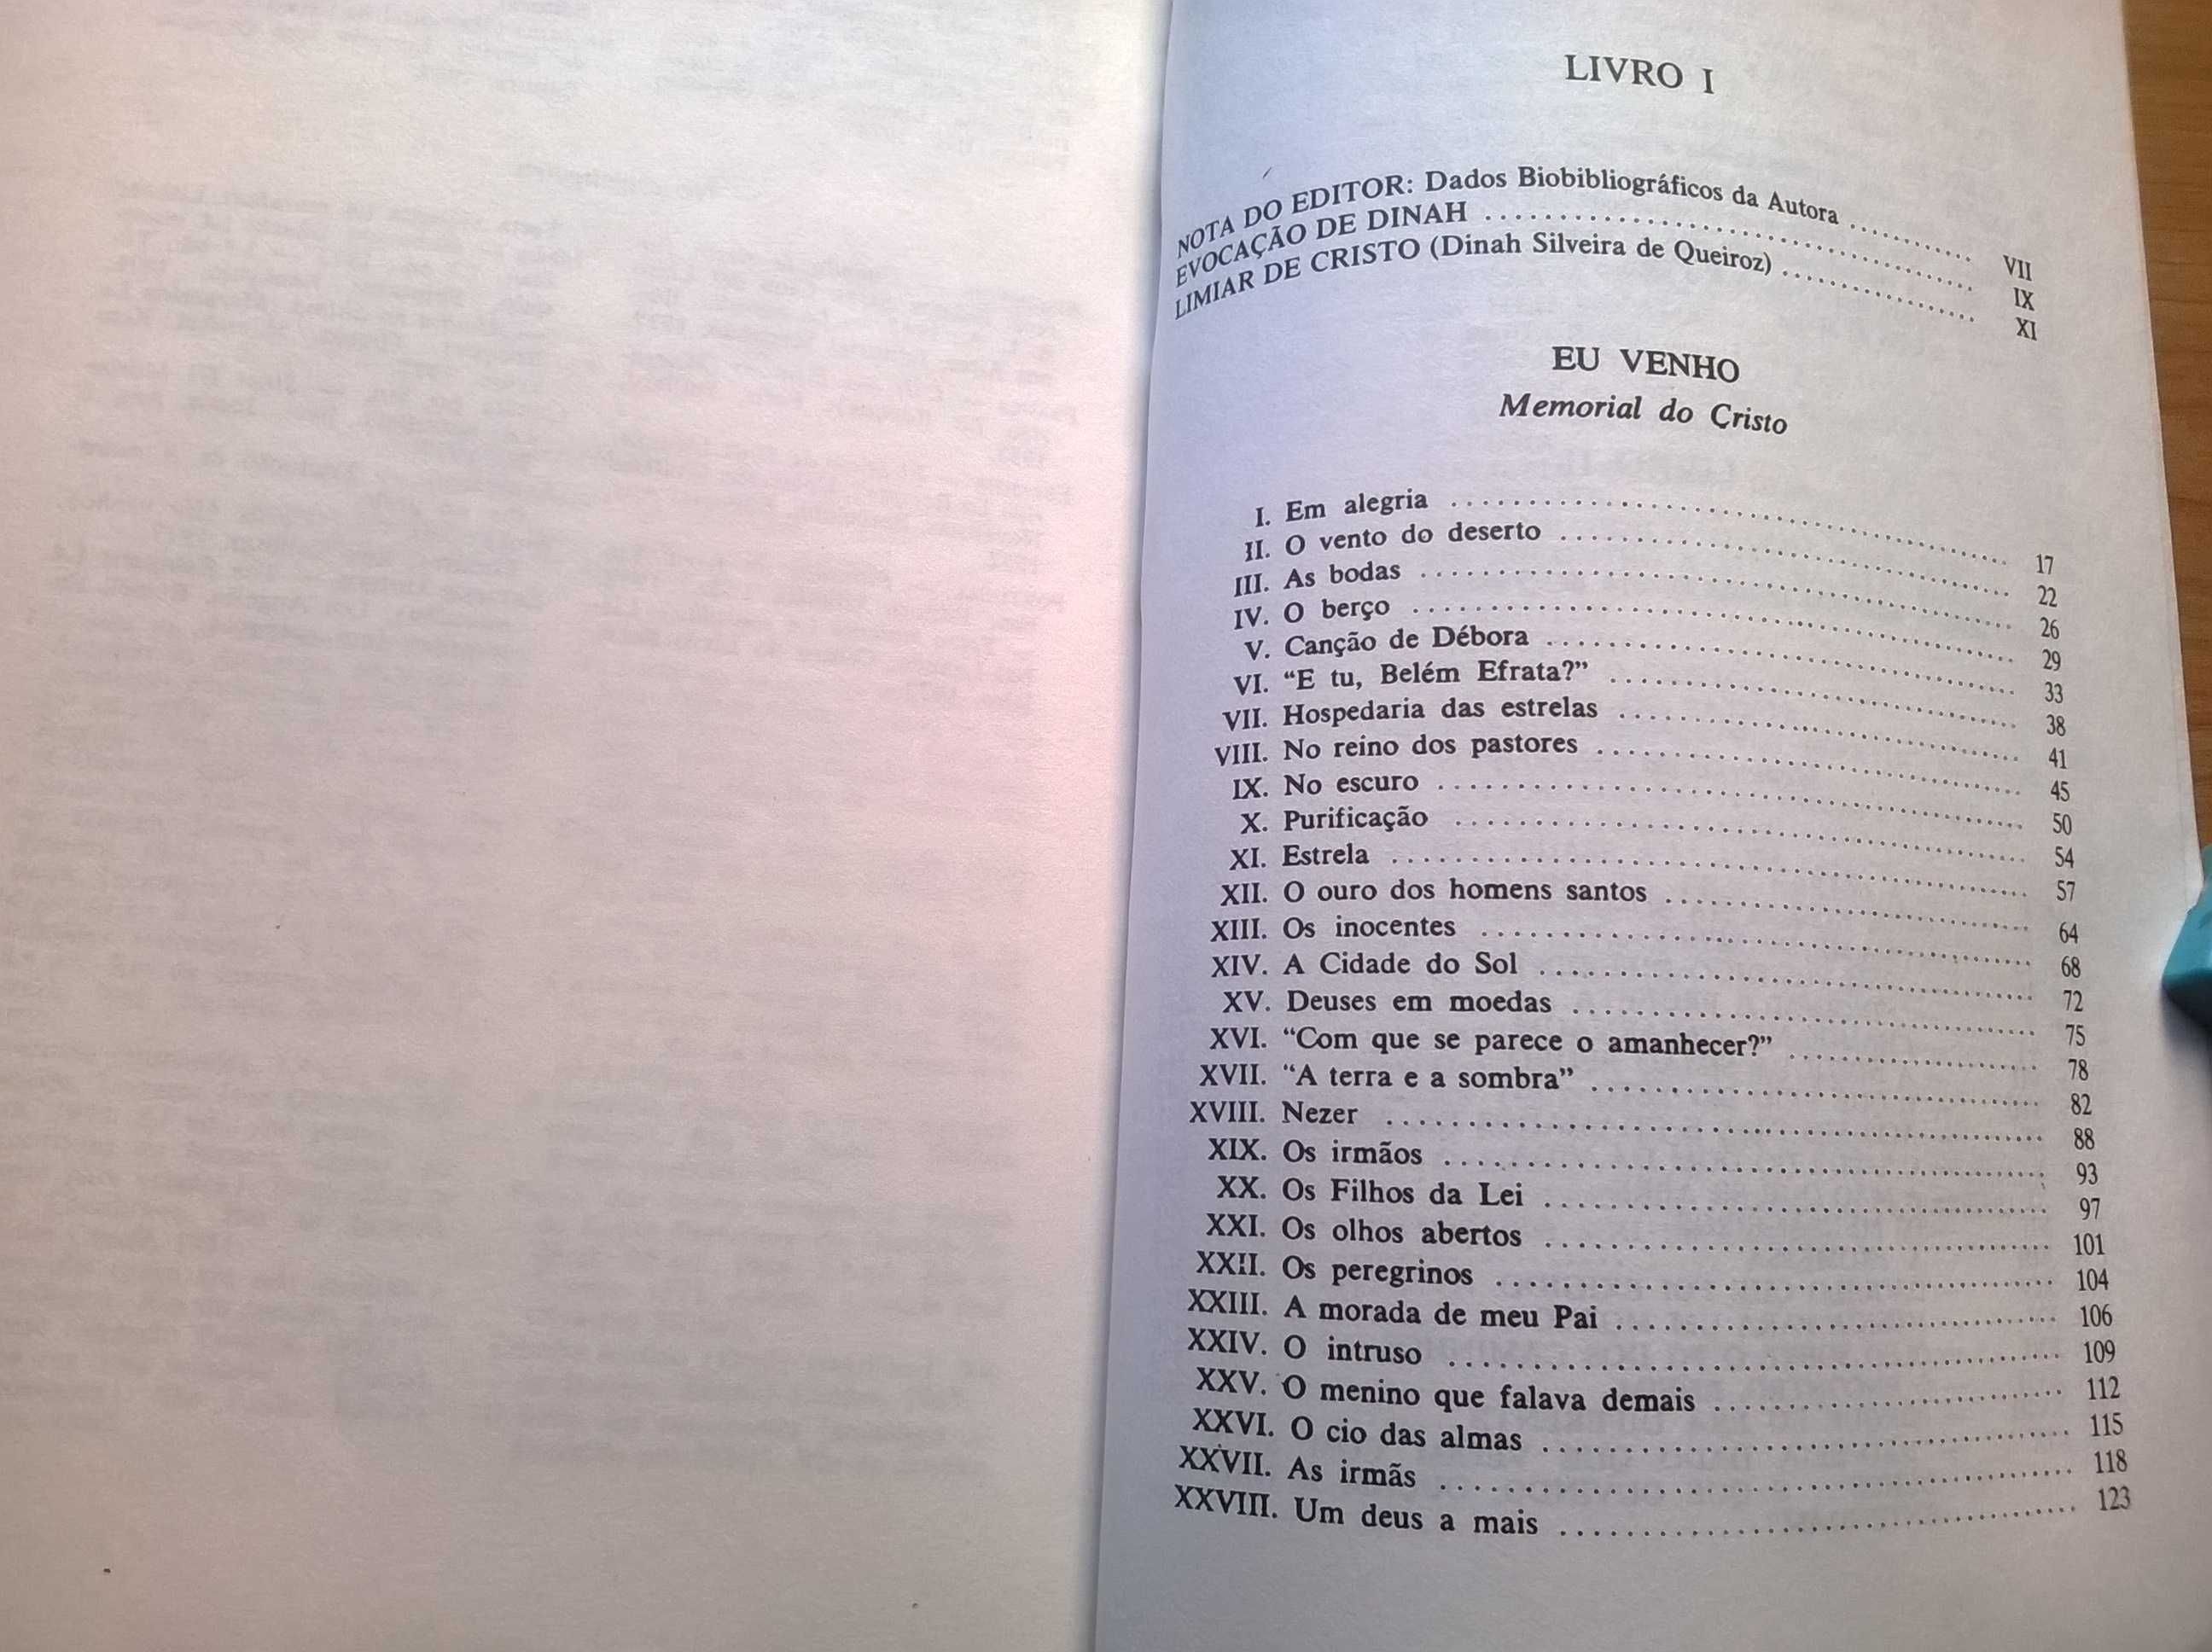 LIVRO I
NOTA DO EDITOR: Dados Biobibliográficos da Autora .......... VII
EVOCAÇÃO DE DINAH .......... IX
LIMIAR DE CRISTO (Dinah Silveira de Queiroz) .......... XI
EU VENHO
Memorial do Cristo
I. Em alegria .......... 17
II. O vento do deserto .......... 22
III. As bodas .......... 26
IV. O berço .......... 29
V. Canção de Débora .......... 33
VI. “E tu, Belém Efrata?” .......... 38
VII. Hospedaria das estrelas .......... 41
VIII. No reino dos pastores .......... 45
IX. No escuro .......... 50
X. Purificação .......... 54
XI. Estrela .......... 57
XII. O ouro dos homens santos .......... 64
XIII. Os inocentes .......... 68
XIV. A Cidade do Sol .......... 72
XV. Deuses em moedas .......... 75
XVI. “Com que se parece o amanhecer?” .......... 78
XVII. “A terra e a sombra” .......... 82
XVIII. Nezer .......... 88
XIX. Os irmãos .......... 93
XX. Os Filhos da Lei .......... 97
XXI. Os olhos abertos .......... 101
XXII. Os peregrinos .......... 104
XXIII. A morada de meu Pai .......... 106
XXIV. O intruso .......... 109
XXV. O menino que falava demais .......... 112
XXVI. O cio das almas .......... 115
XXVII. As irmãs .......... 118
XXVIII. Um deus a mais .......... 123